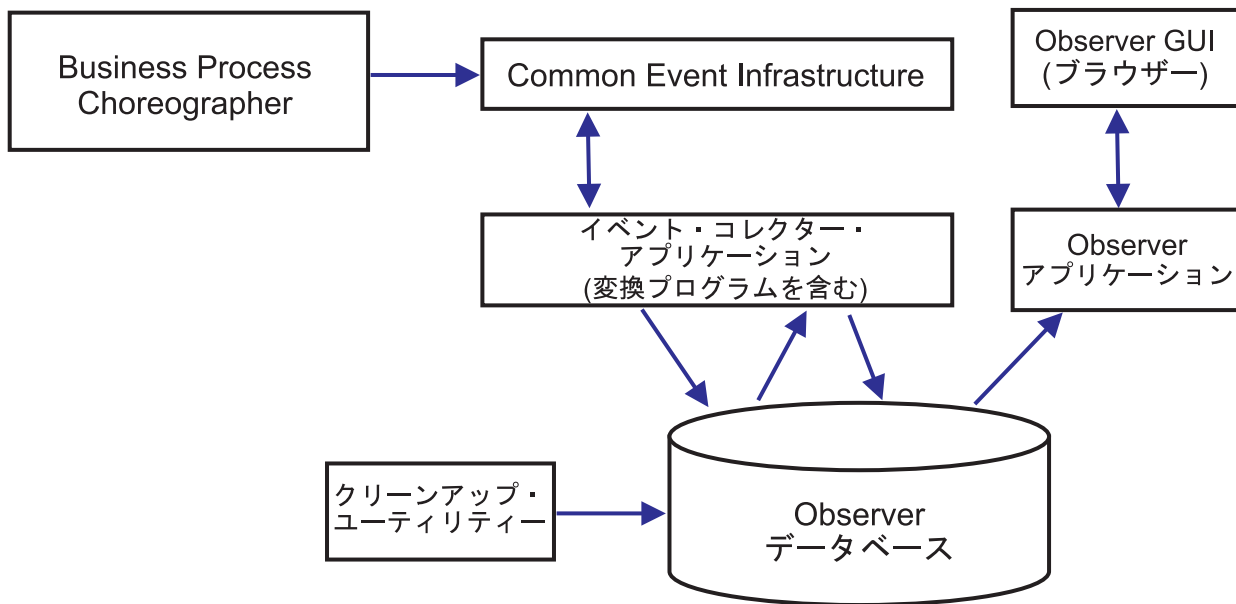 Business Process
Choreographer
Common Event Infrastructure
Observer GUI
(ブラウザー)
イベント・コレクター・
アプリケーション
(変換プログラムを含む)
Observer
アプリケーション
クリーンアップ・
ユーティリティー
Observer
データベース